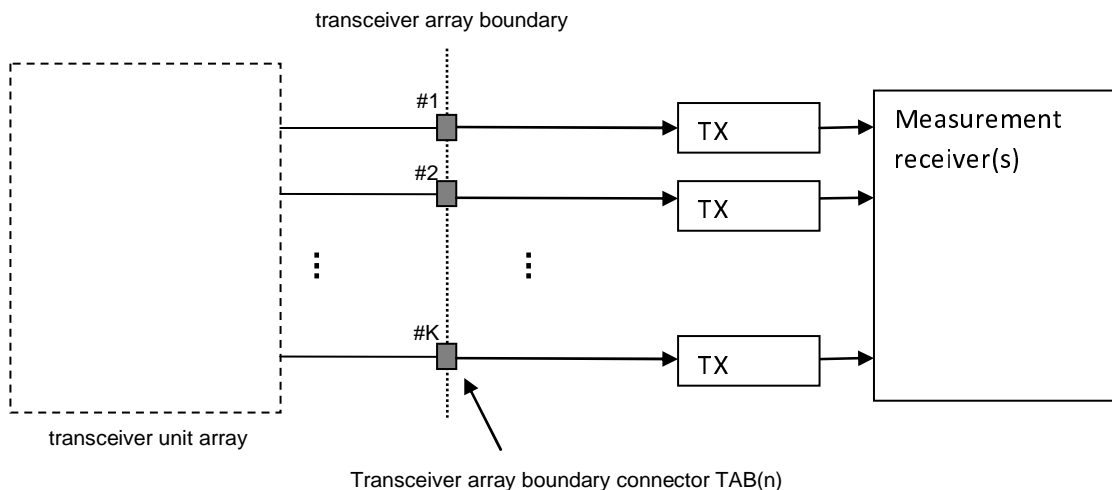 transceiver array boundary
#1
TX
Measurement
receiver(s)
#2
TX
#K
TX
transceiver unit array
Transceiver array boundary connector TAB(n)